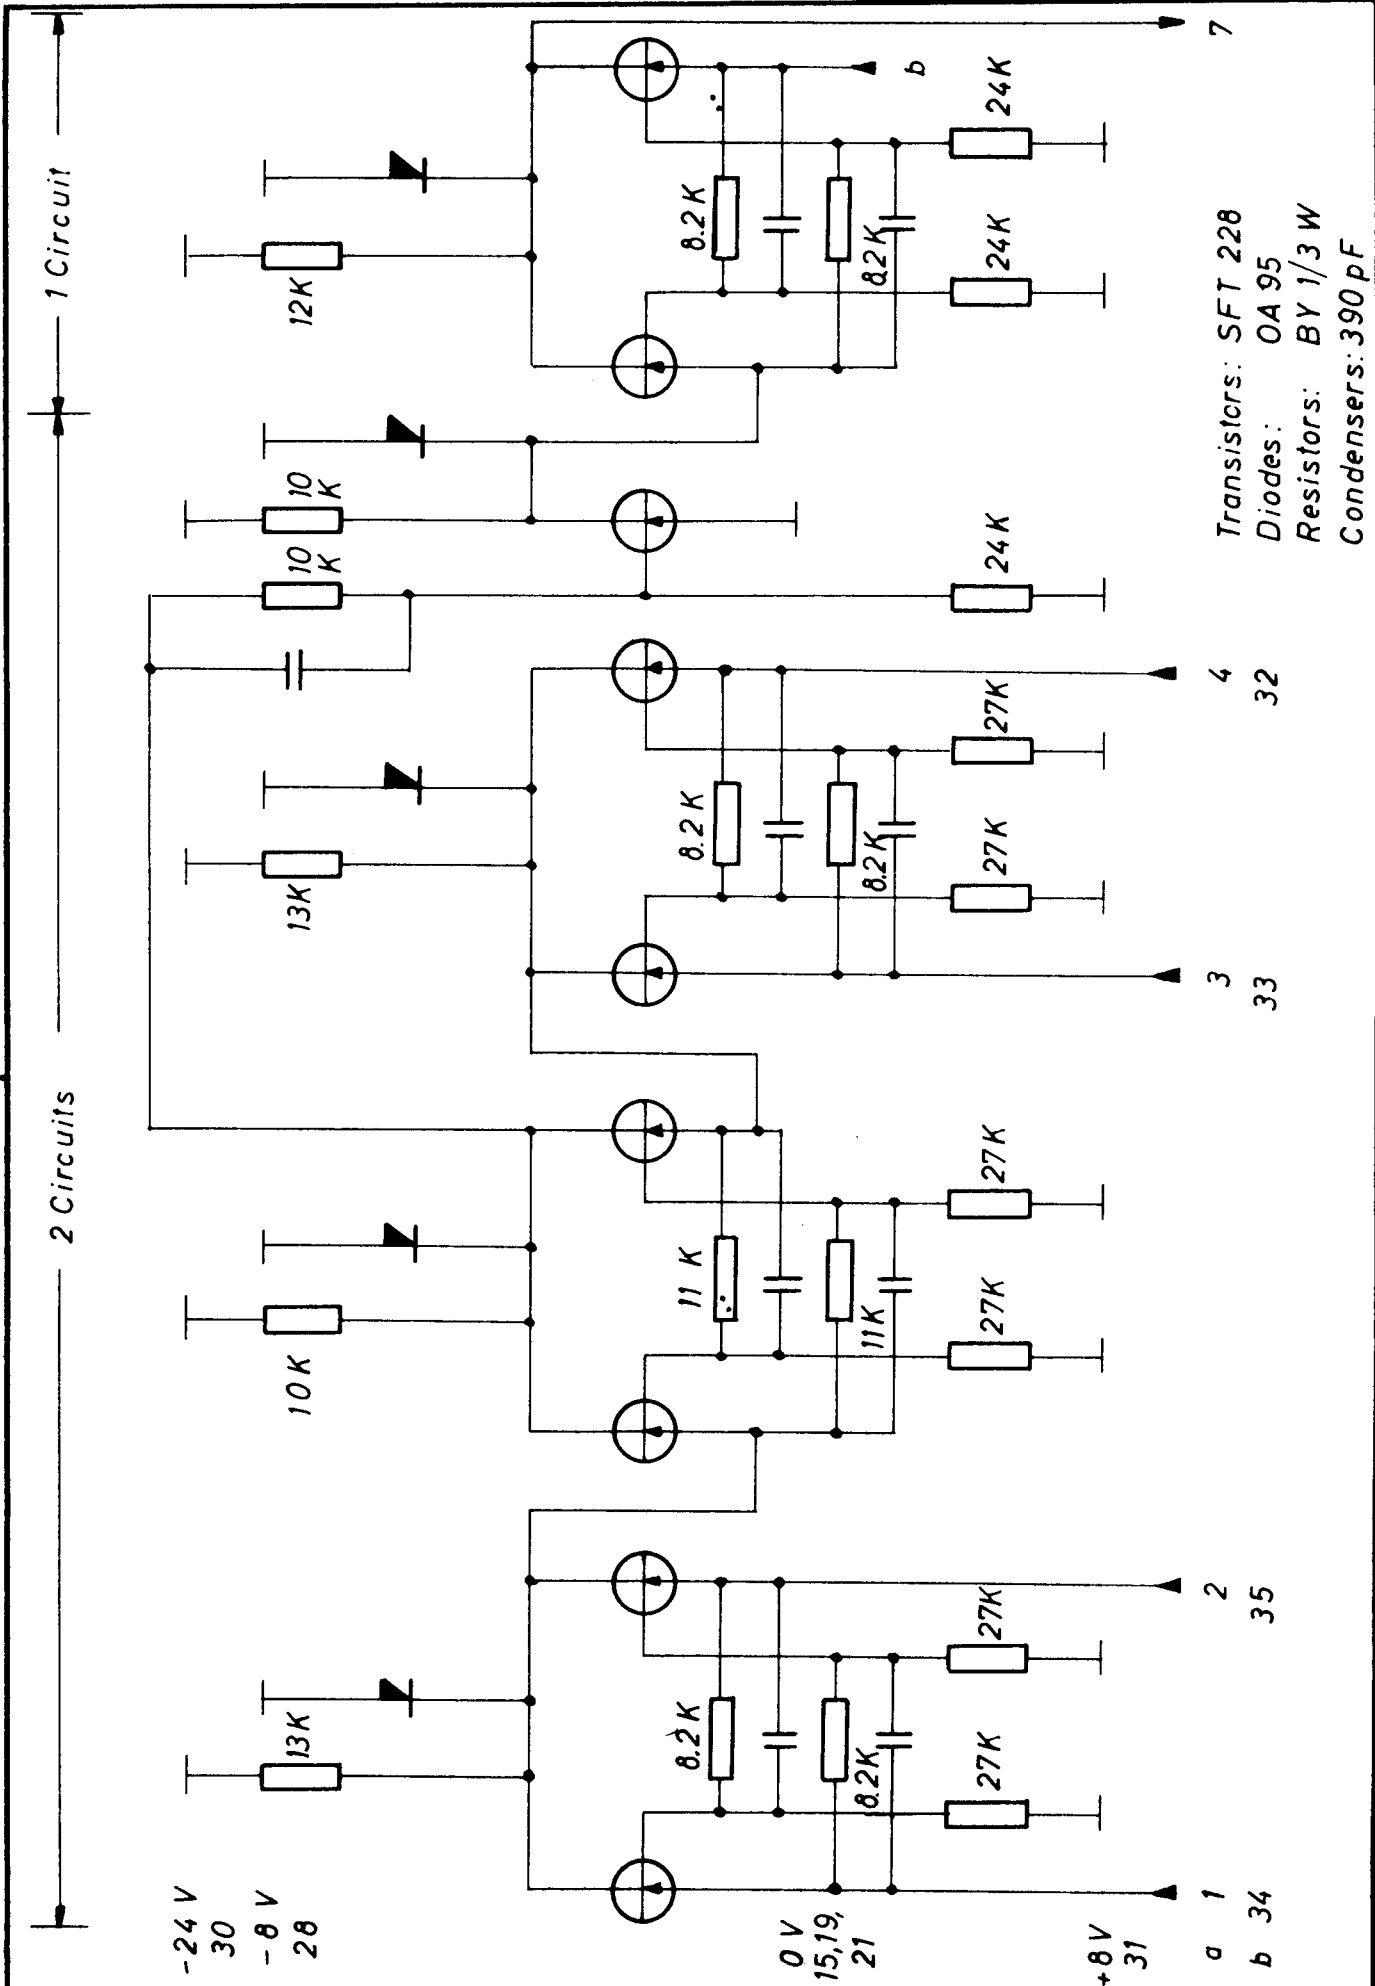 2 Circuits
1 Circuit
-24 V
30
-8 V
28
13K
10K
13K
10
K
10
K
12K
8.2K
8.2K
11 K
11K
8.2K
8.2K
8.2K
8.2K
b
0 V
15,19,
21
27K
27K
27K
27K
27K
27K
24K
24K
24K
+8V
31
a 1 2 3 4 7
b 34 35 33 32
Transistors: SFT 228
Diodes: OA 95
Resistors: BY 1/3 W
Condensers: 390 pF